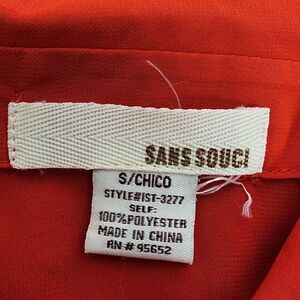 SANS SOUCI
S/CHICO
STYLE#IST-3277
SELF:
100%POLYESTER
MADE IN CHINA
RN # 95652